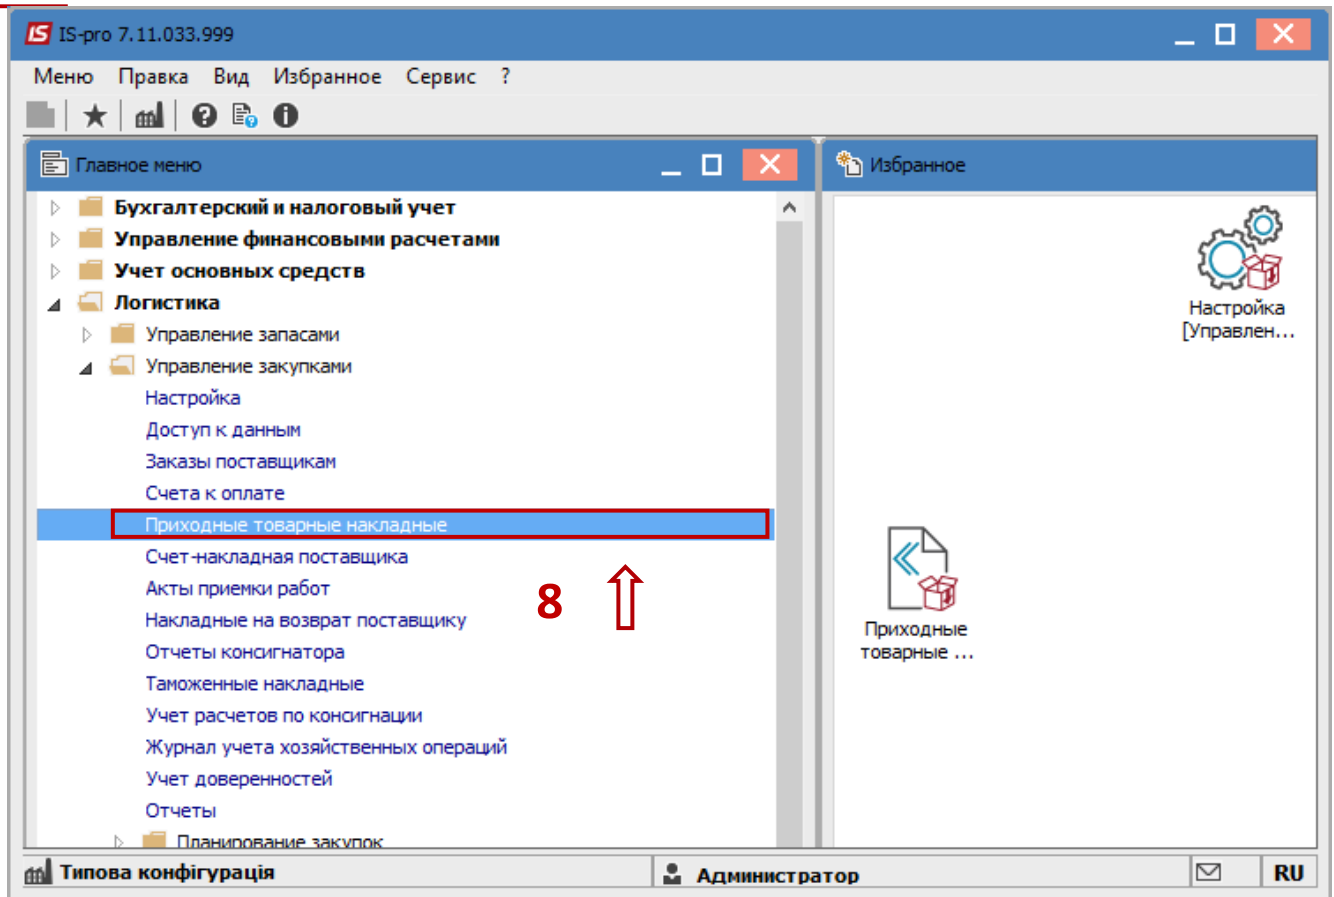 IS IS-pro 7.11.033.999
Меню Правка Вид Избранное Сервис ?
Главное меню
Бухгалтерский и налоговый учет
Управление финансовыми расчетами
Учет основных средств
Логистика
Управление запасами
Управление закупками
Настройка
Доступ к данным
Заказы поставщикам
Счета к оплате
Приходные товарные накладные
Счет-накладная поставщика
Акты приемки работ
Накладные на возврат поставщику
Отчеты консигнатора
Таможенные накладные
Учет расчетов по консигнации
Журнал учета хозяйственных операций
Учет доверенностей
Отчеты
Планирование закупок
8
Избранное
Настройка
[Управлен...
Приходные
товарные ...
Типова конфігурація
Администратор
RU